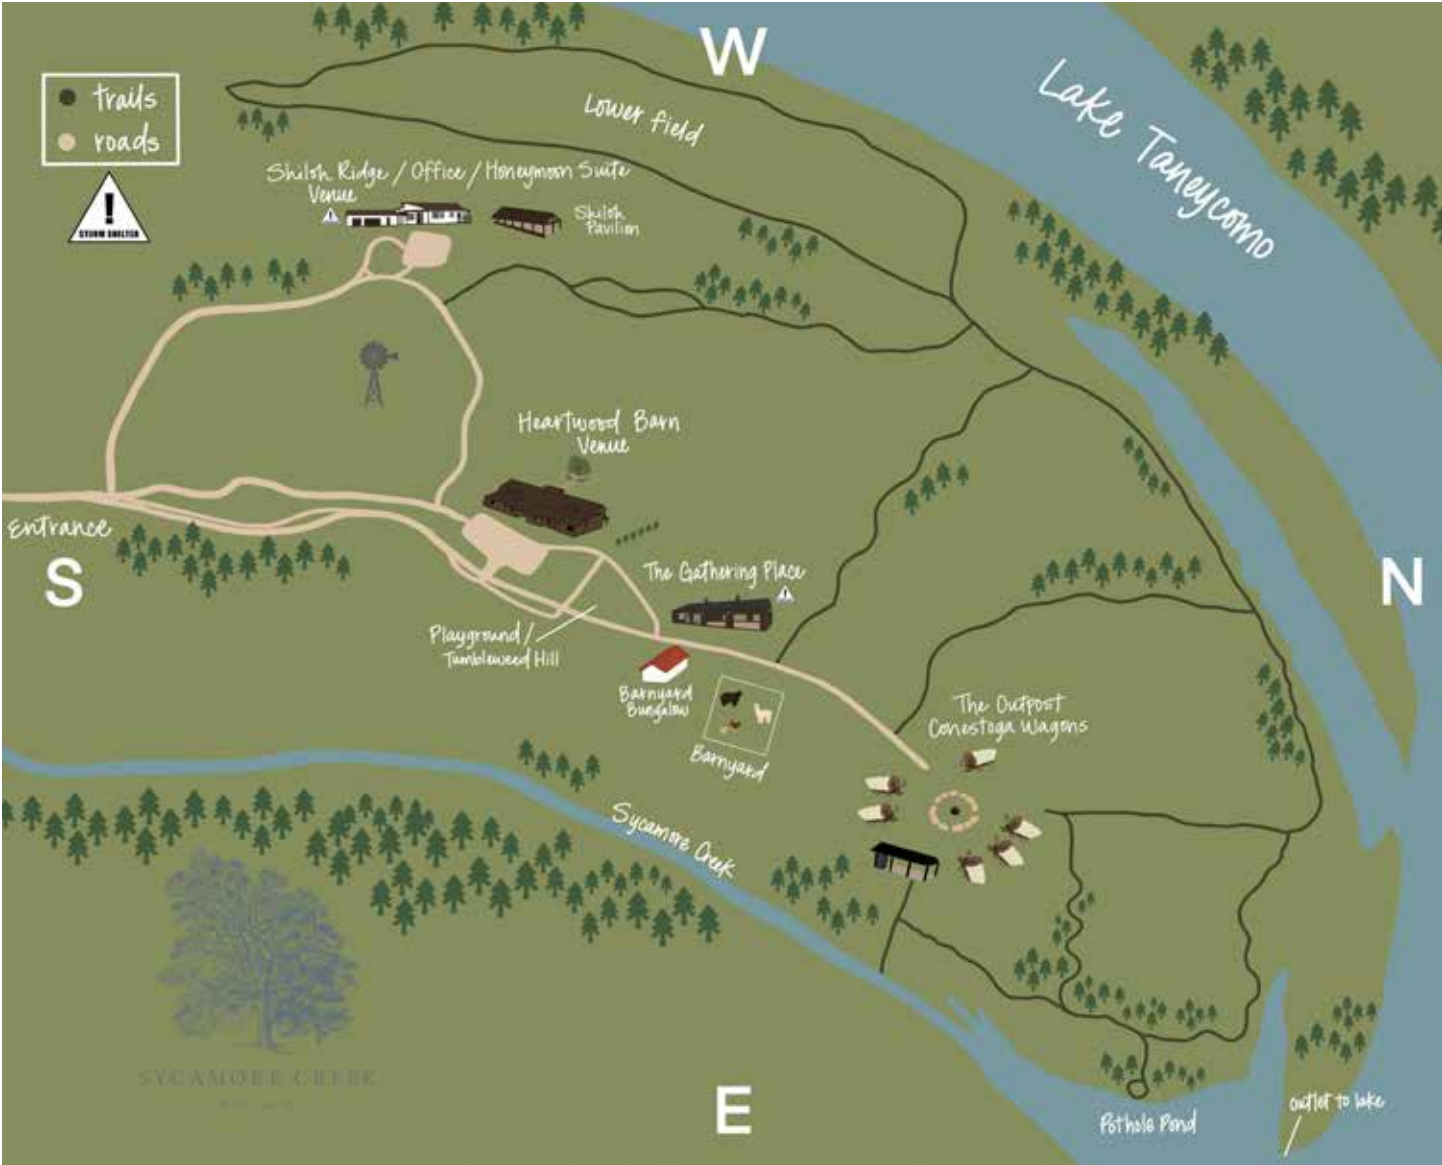 W
trails
roads
!
STORM SHELTER
Lower field
Lake Taneycomo
Shiloh Ridge / Office / Honeymoon Suite
Venue
Shiloh
Pavilion
Heartwood Barn
Venue
Entrance
S
N
The Gathering Place
Playground/
Tumbleweed Hill
Barnyard
Bungalow
Barnyard
The Outpost
Conestoga Wagons
Sycamore Creek
SYCAMORE CREEK
E
Pothole Pond
outlet to lake